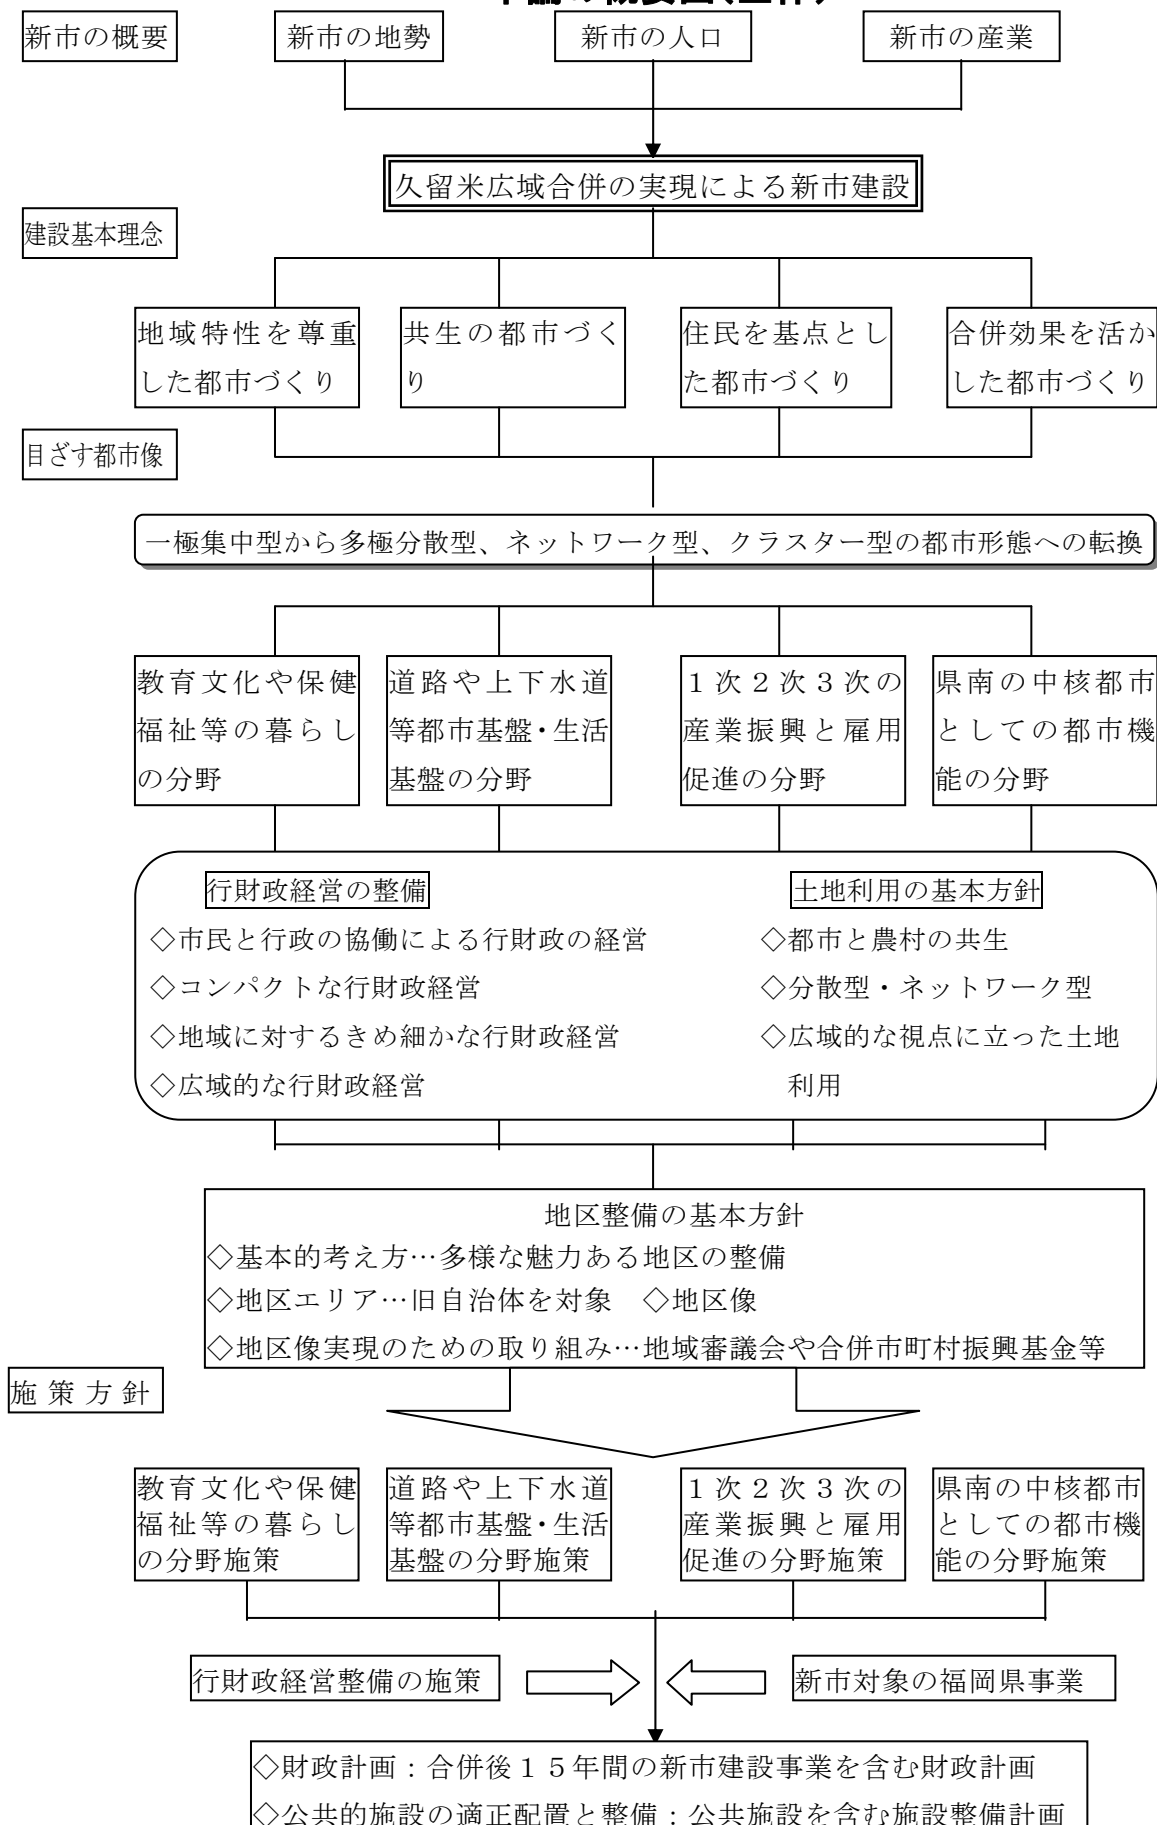 新市の概要
新市の地勢
新市の人口
新市の産業
久留米広域合併の実現による新市建設
建設基本理念
地域特性を尊重
した都市づくり
共生の都市づく
り
住民を基点とし
た都市づくり
合併効果を活か
した都市づくり
目ざす都市像
一極集中型から多極分散型、ネットワーク型、クラスター型の都市形態への転換
教育文化や保健
福祉等の暮らし
の分野
道路や上下水道
等都市基盤・生活
基盤の分野
1次2次3次の
産業振興と雇用
促進の分野
県南の中核都市
としての都市機
能の分野
行財政経営の整備
◇市民と行政の協働による行財政の経営
◇コンパクトな行財政経営
◇地域に対するきめ細かな行財政経営
◇広域的な行財政経営
土地利用の基本方針
◇都市と農村の共生
◇分散型・ネットワーク型
◇広域的な視点に立った土地
利用
地区整備の基本方針
◇基本的考え方…多様な魅力ある地区の整備
◇地区エリア…旧自治体を対象　◇地区像
◇地区像実現のための取り組み…地域審議会や合併市町村振興基金等
施策方針
教育文化や保健
福祉等の暮らし
の分野施策
道路や上下水道
等都市基盤・生活
基盤の分野施策
1次2次3次の
産業振興と雇用
促進の分野施策
県南の中核都市
としての都市機
能の分野施策
行財政経営整備の施策
新市対象の福岡県事業
◇財政計画：合併後15年間の新市建設事業を含む財政計画
◇公共的施設の適正配置と整備：公共施設を含む施設整備計画